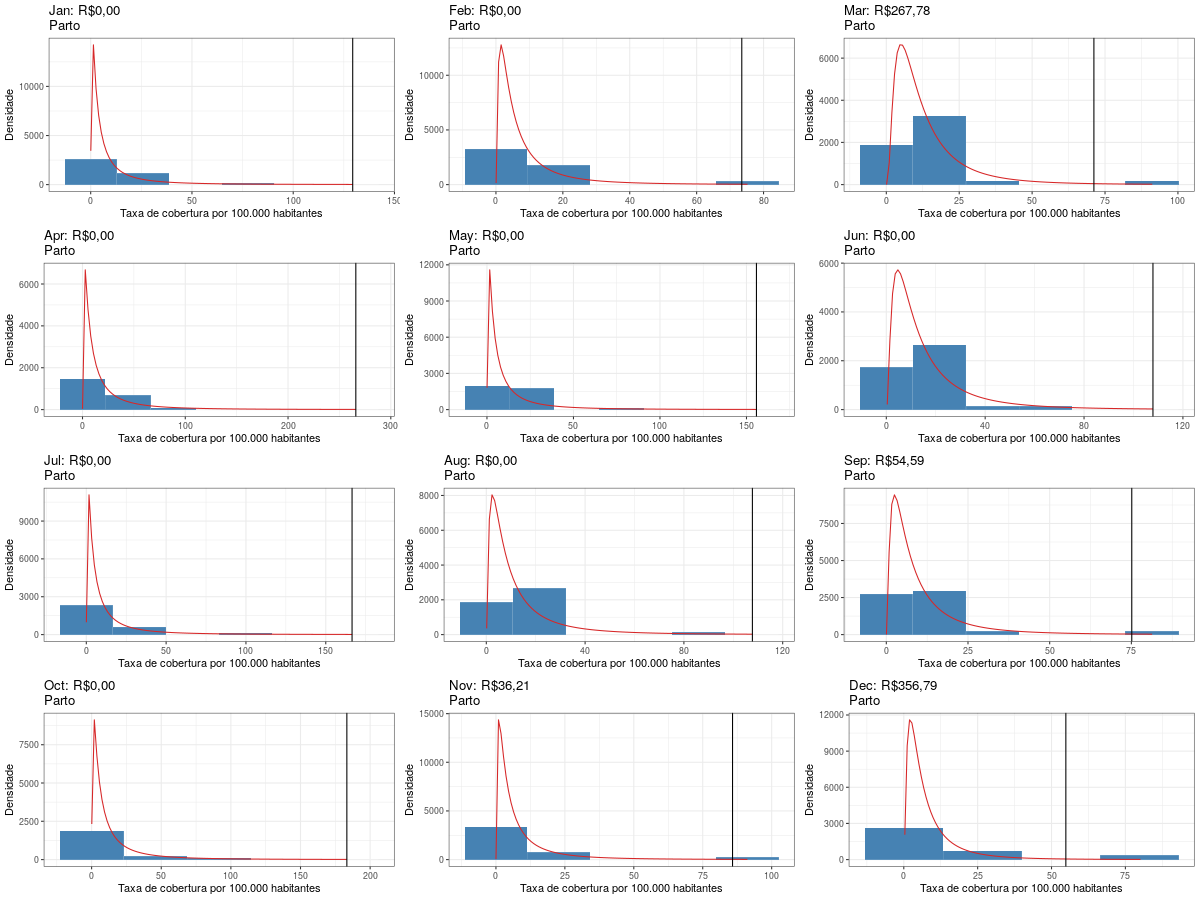 Jan: R$0,00
Parto
Densidade
10000
5000
0
0
50
100
150
Taxa de cobertura por 100.000 habitantes
Feb: R$0,00
Parto
Densidade
10000
5000
0
0
20
40
60
80
Taxa de cobertura por 100.000 habitantes
Mar: R$267,78
Parto
Densidade
6000
4000
2000
0
0
25
50
75
100
Taxa de cobertura por 100.000 habitantes
Apr: R$0,00
Parto
Densidade
6000
4000
2000
0
0
100
200
300
Taxa de cobertura por 100.000 habitantes
May: R$0,00
Parto
Densidade
12000
9000
6000
3000
0
0
50
100
150
Taxa de cobertura por 100.000 habitantes
Jun: R$0,00
Parto
Densidade
6000
4000
2000
0
0
40
80
120
Taxa de cobertura por 100.000 habitantes
Jul: R$0,00
Parto
Densidade
9000
6000
3000
0
0
50
100
150
Taxa de cobertura por 100.000 habitantes
Aug: R$0,00
Parto
Densidade
8000
6000
4000
2000
0
0
40
80
120
Taxa de cobertura por 100.000 habitantes
Sep: R$54,59
Parto
Densidade
7500
5000
2500
0
0
25
50
75
Taxa de cobertura por 100.000 habitantes
Oct: R$0,00
Parto
Densidade
7500
5000
2500
0
0
50
100
150
200
Taxa de cobertura por 100.000 habitantes
Nov: R$36,21
Parto
Densidade
15000
10000
5000
0
0
25
50
75
100
Taxa de cobertura por 100.000 habitantes
Dec: R$356,79
Parto
Densidade
12000
9000
6000
3000
0
0
25
50
75
Taxa de cobertura por 100.000 habitantes